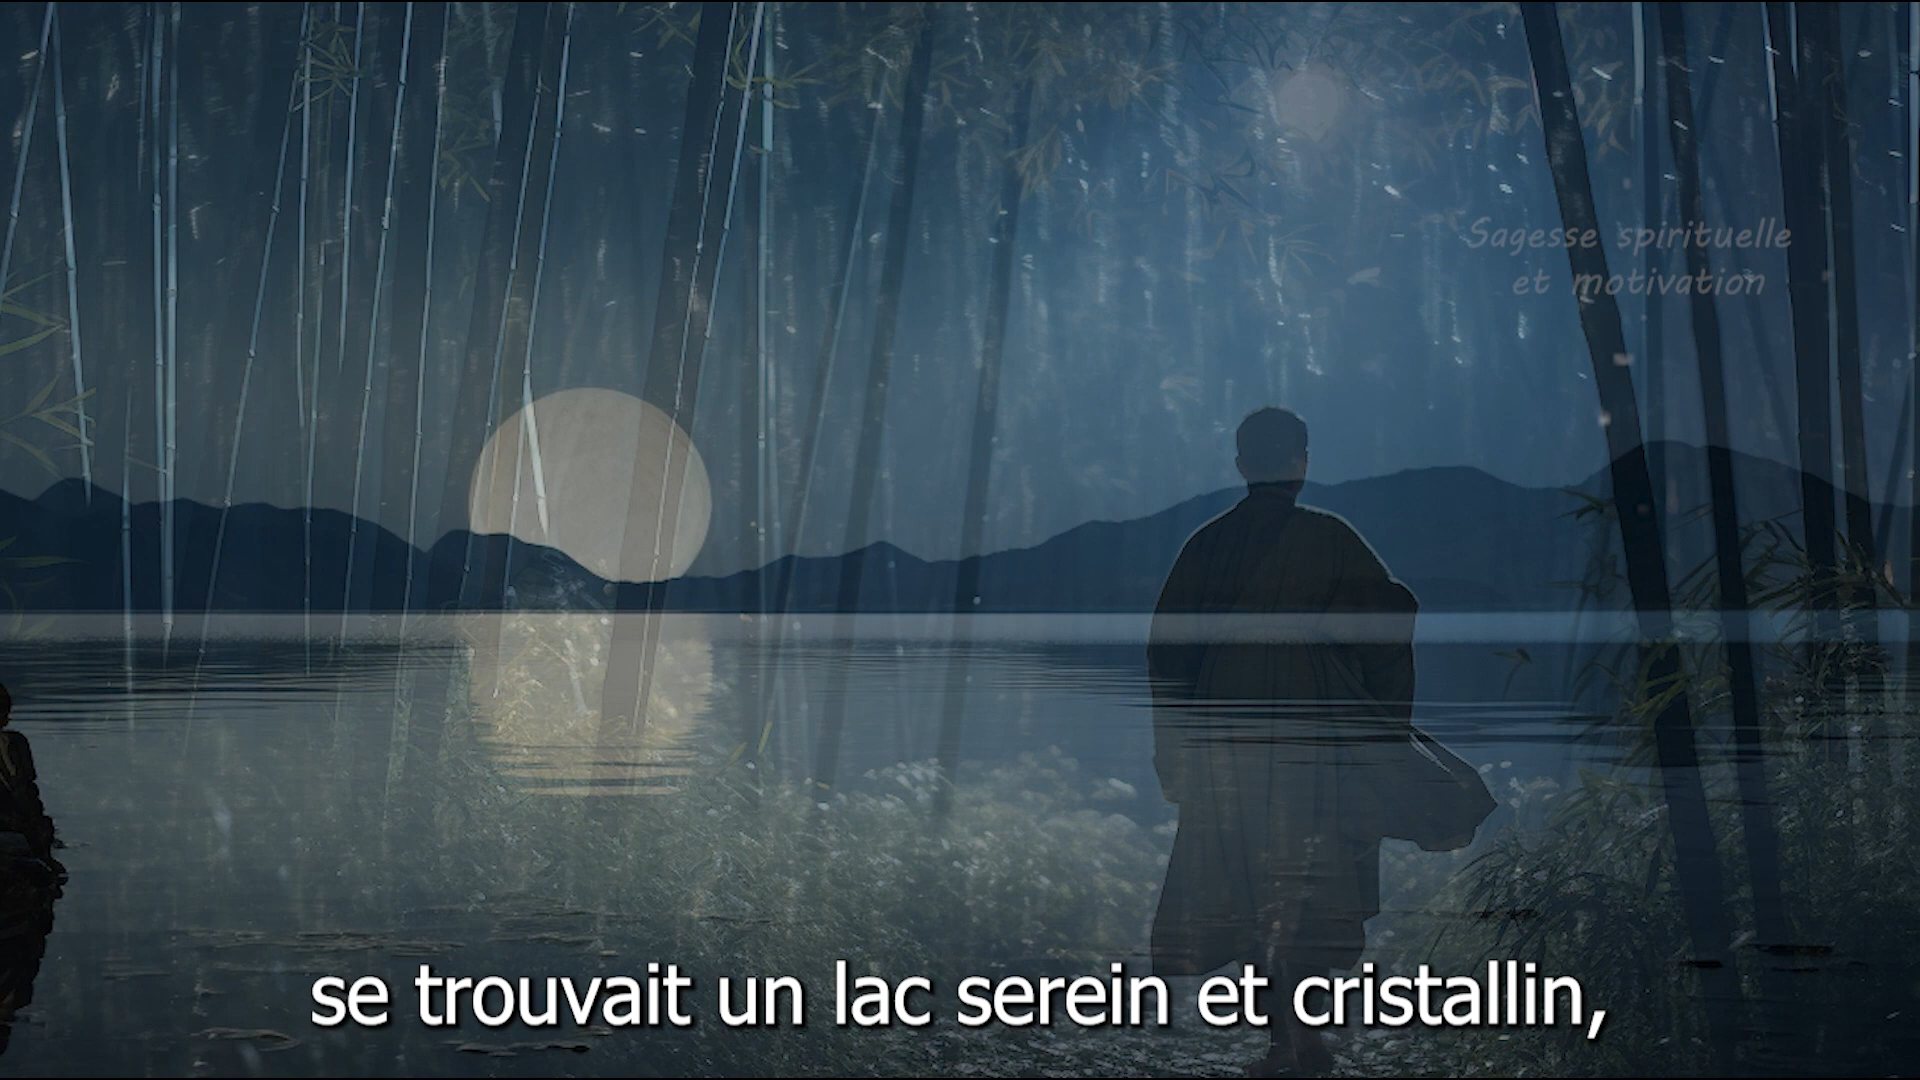 Sagesse spirituelle
et motivation
se trouvait un lac serein et cristallin,